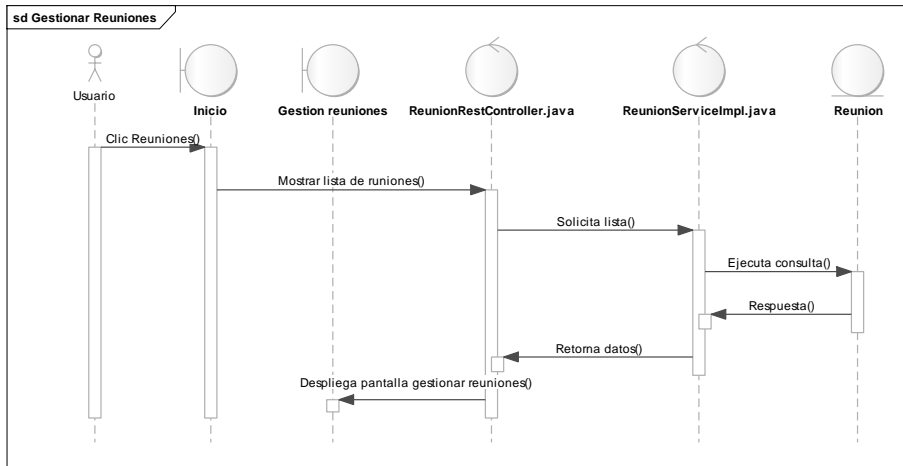 sd Gestionar Reuniones
Usuario
Inicio
Gestion reuniones
ReunionRestController.java
ReunionServiceImpl.java
Reunion
Clic Reuniones()
Mostrar lista de runiones()
Solicita lista()
Ejecuta consulta()
Respuesta()
Retorna datos()
Despliega pantalla gestionar reuniones()